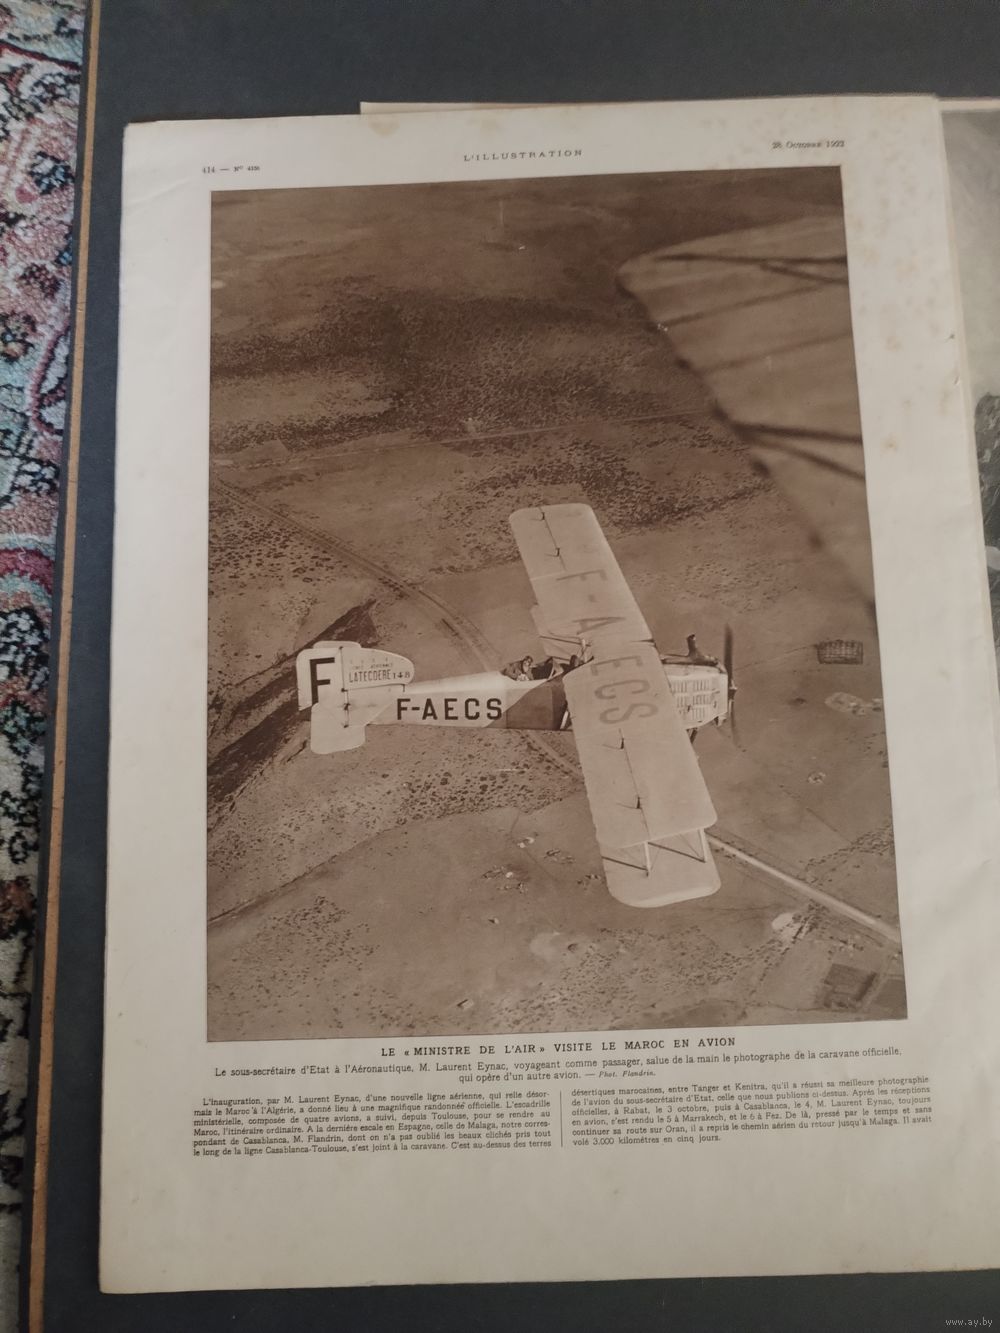 414 — No 4156
L'ILLUSTRATION
28 Octobre 1922
F-AECS
F
LATECOERE 148
F-AECS
LE « MINISTRE DE L'AIR » VISITE LE MAROC EN AVION
Le sous-secrétaire d'Etat à l'Aéronautique, M. Laurent Eynac, voyageant comme passager, salue de la main le photographe de la caravane officielle,
qui opère d'un autre avion. — Phot. Flandrin.
L'inauguration, par M. Laurent Eynac, d'une nouvelle ligne aérienne, qui relie désor-
mais le Maroc à l'Algérie, a donné lieu à une magnifique randonnée officielle. L'escadrille
ministérielle, composée de quatre avions, a suivi, depuis Toulouse, pour se rendre au
Maroc, l'itinéraire ordinaire. A la dernière escale en Espagne, celle de Malaga, notre corres-
pondant de Casablanca, M. Flandrin, dont on n'a pas oublié les beaux clichés pris tout
le long de la ligne Casablanca-Toulouse, s'est joint à la caravane. C'est au-dessus des terres
désertiques marocaines, entre Tanger et Kenitra, qu'il a réussi sa meilleure photographie
de l'avion du sous-secrétaire d'Etat, celle que nous publions ci-dessus. Après les réceptions
officielles, à Rabat, le 3 octobre, puis à Casablanca, le 4, M. Laurent Eynac, toujours
en avion, s'est rendu le 5 à Marrakech, et le 6 à Fez. De là, pressé par le temps et sans
continuer sa route sur Oran, il a repris le chemin aérien du retour jusqu'à Malaga. Il avait
volé 3.000 kilomètres en cinq jours.
www.ay.by